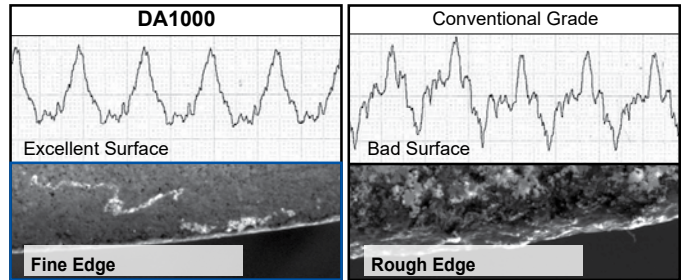 DA1000
Conventional Grade
Excellent Surface
Bad Surface
Fine Edge
Rough Edge